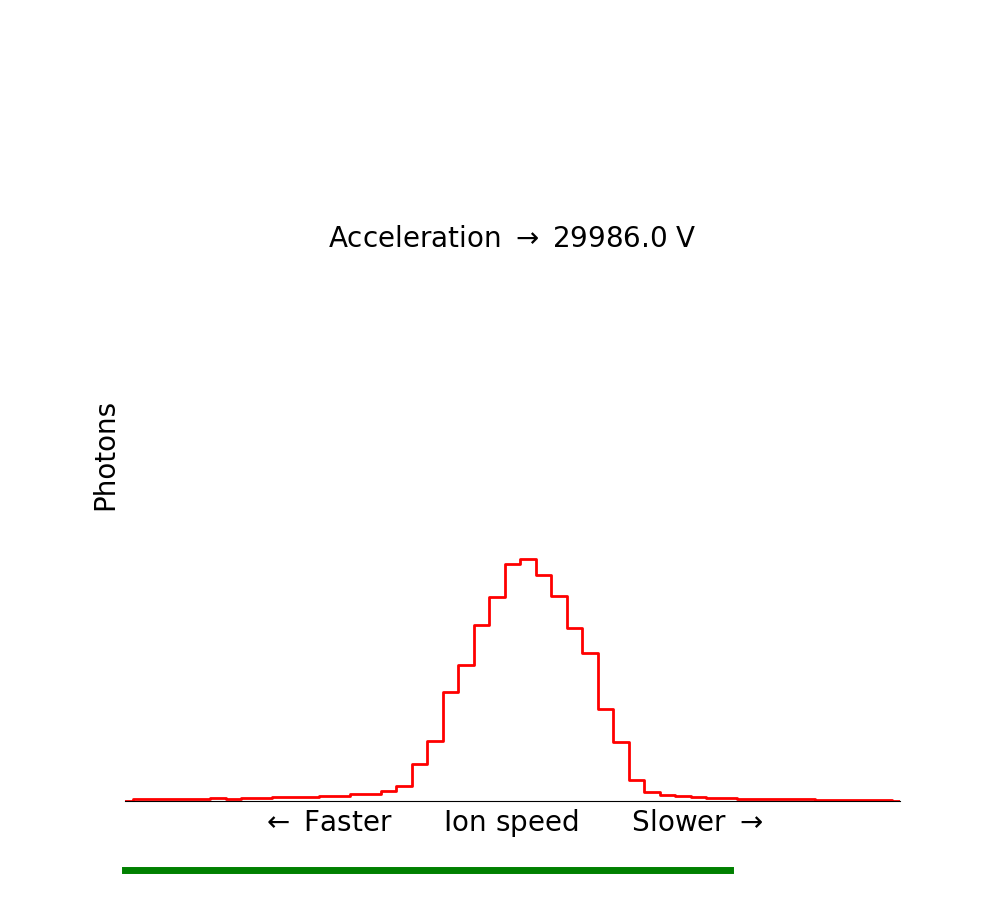 Acceleration → 29986.0 V
Photons
← Faster Ion speed Slower →